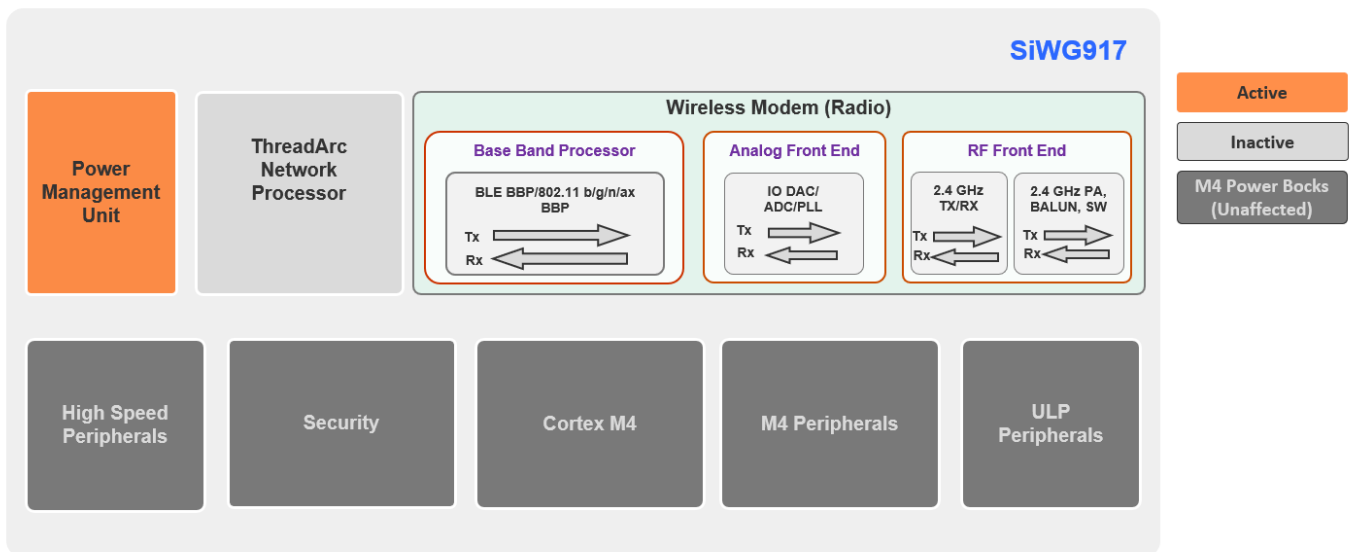 SiWG917
Active
Inactive
M4 Power Bocks
(Unaffected)
Power
Management
Unit
ThreadArc
Network
Processor
Wireless Modem (Radio)
Base Band Processor
BLE BBP/802.11 b/g/n/ax
BBP
Tx
Rx
Analog Front End
IO DAC/
ADC/PLL
Tx
Rx
RF Front End
2.4 GHz
TX/RX
Tx
Rx
2.4 GHz PA,
BALUN, SW
Tx
Rx
High Speed
Peripherals
Security
Cortex M4
M4 Peripherals
ULP
Peripherals